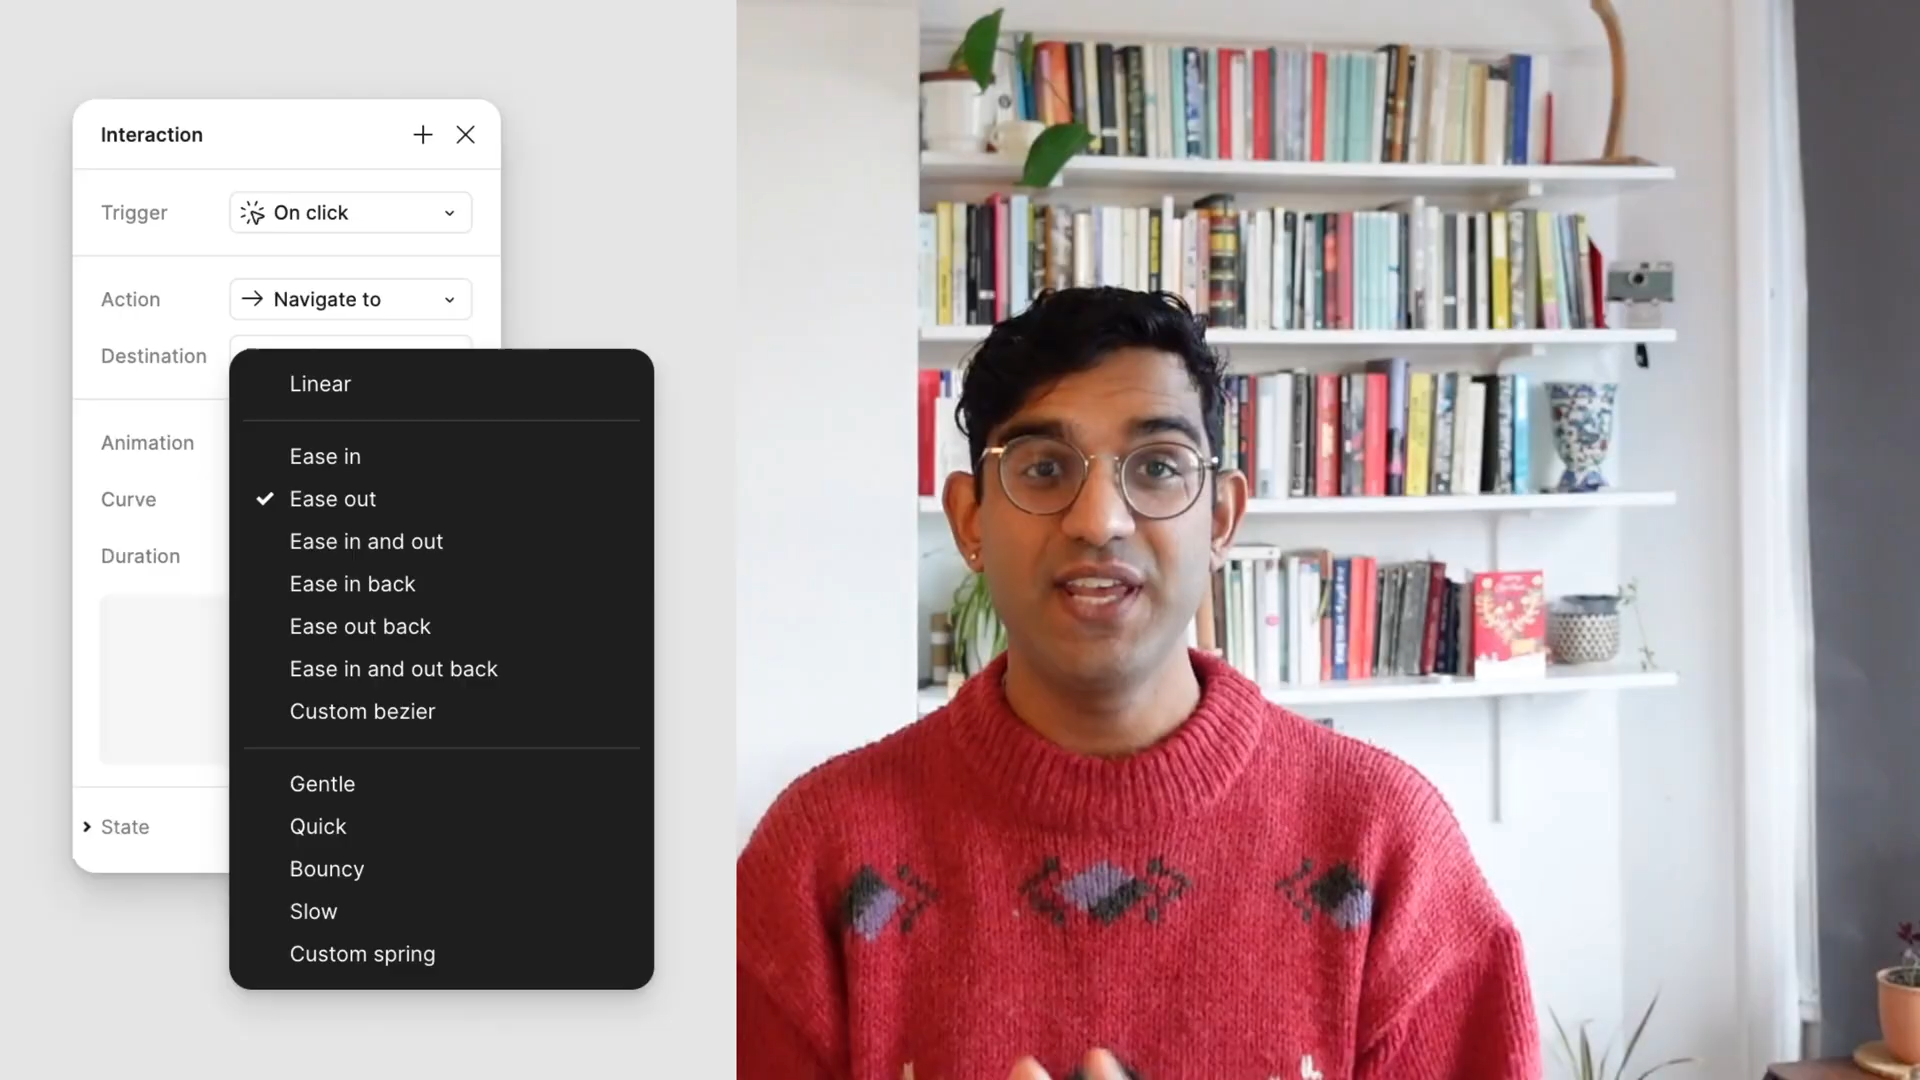 Interaction
Trigger
On click
Action
Navigate to
Destination
Animation
Curve
Duration
State
Linear
Ease in
Ease out
Ease in and out
Ease in back
Ease out back
Ease in and out back
Custom bezier
Gentle
Quick
Bouncy
Slow
Custom spring